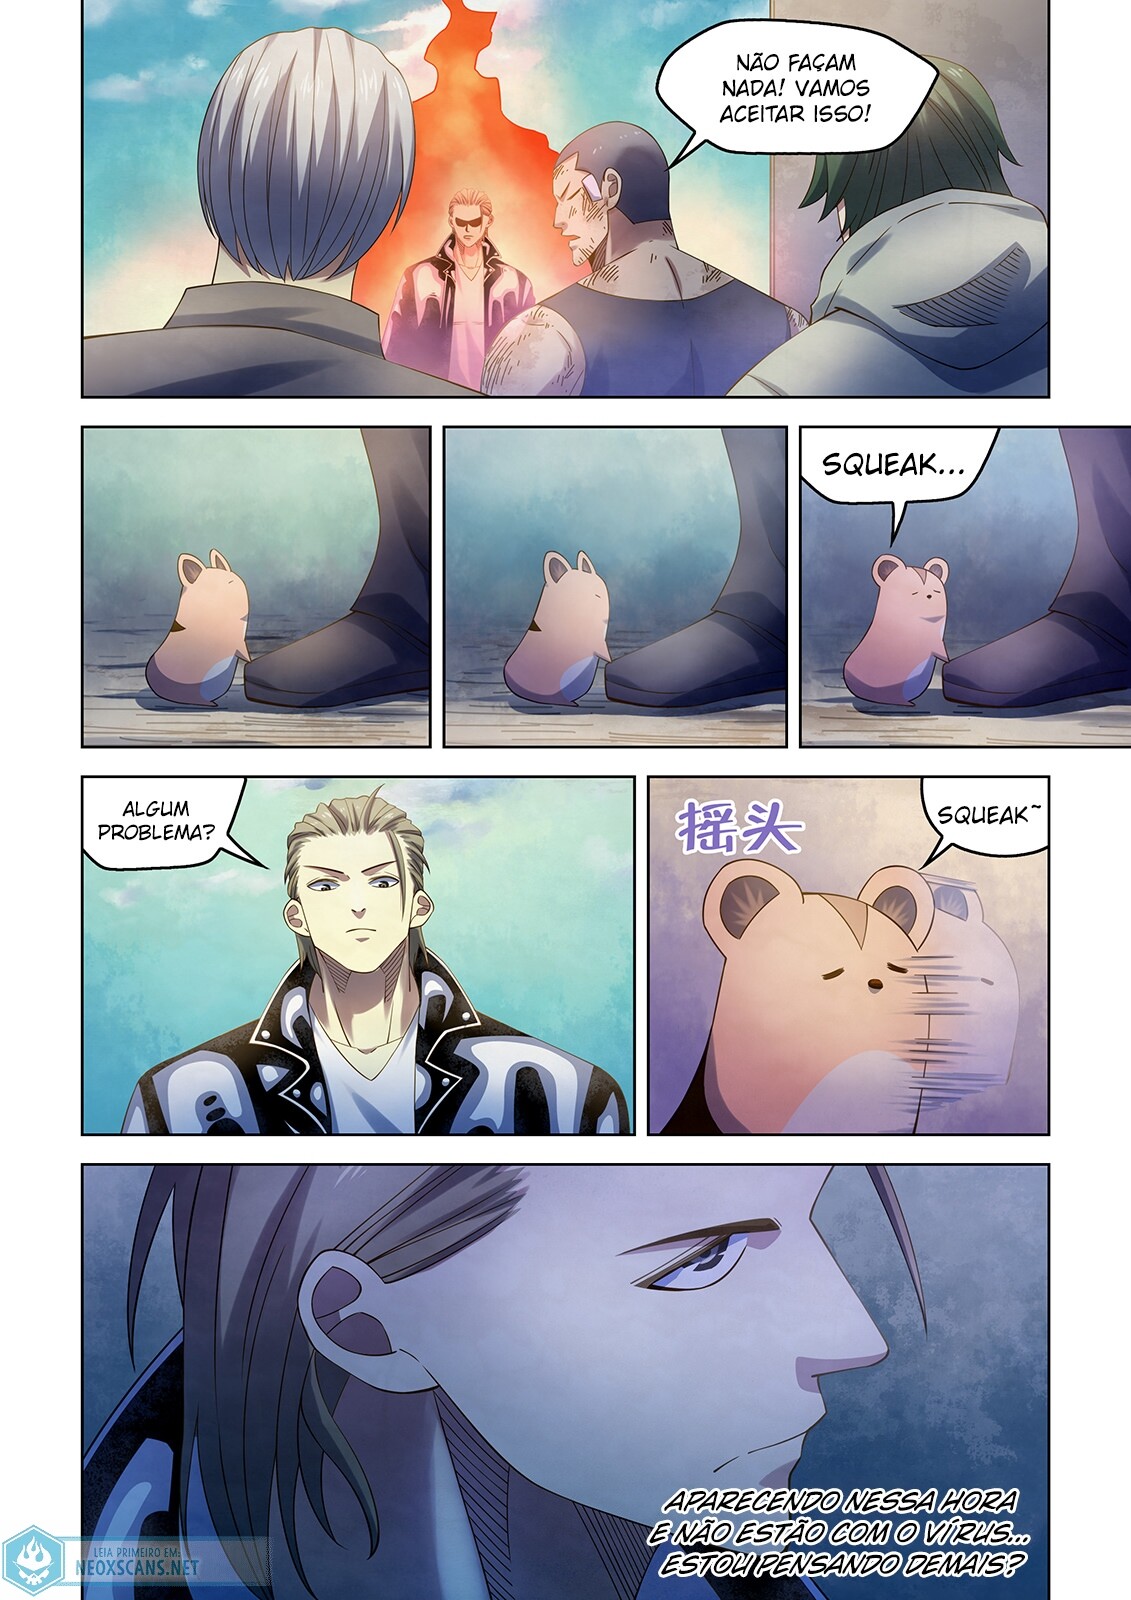 NÃO FAÇAM
NADA! VAMOS
ACEITAR ISSO!
SQUEAK...
ALGUM
PROBLEMA?
摇头
SQUEAK~
APARECENDO NESSA HORA
E NÃO ESTÃO COM O VÍRUS...
ESTOU PENSANDO DEMAIS?
LEIA PRIMEIRO EM:
NEOXSCANS.NET